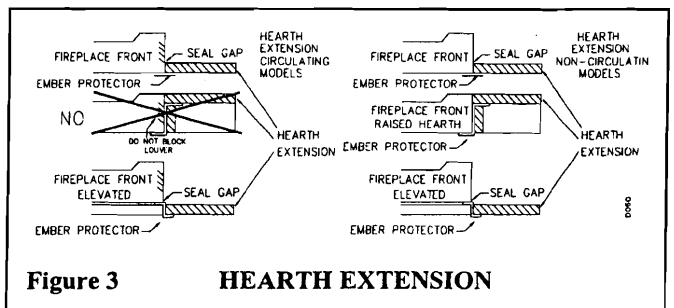 HEARTH
EXTENSION
CIRCULATING
MODELS
FIREPLACE FRONT
SEAL GAP
EMBER PROTECTOR
NO
DO NOT BLOCK
LOUVER
HEARTH
EXTENSION
FIREPLACE FRONT
ELEVATED
SEAL GAP
EMBER PROTECTOR
HEARTH
EXTENSION
NON-CIRCULATIN
MODELS
FIREPLACE FRONT
SEAL GAP
EMBER PROTECTOR
FIREPLACE FRONT
RAISED HEARTH
EMBER PROTECTOR
HEARTH
EXTENSION
FIREPLACE FRONT
ELEVATED
SEAL GAP
EMBER PROTECTOR
D050
Figure 3 HEARTH EXTENSION